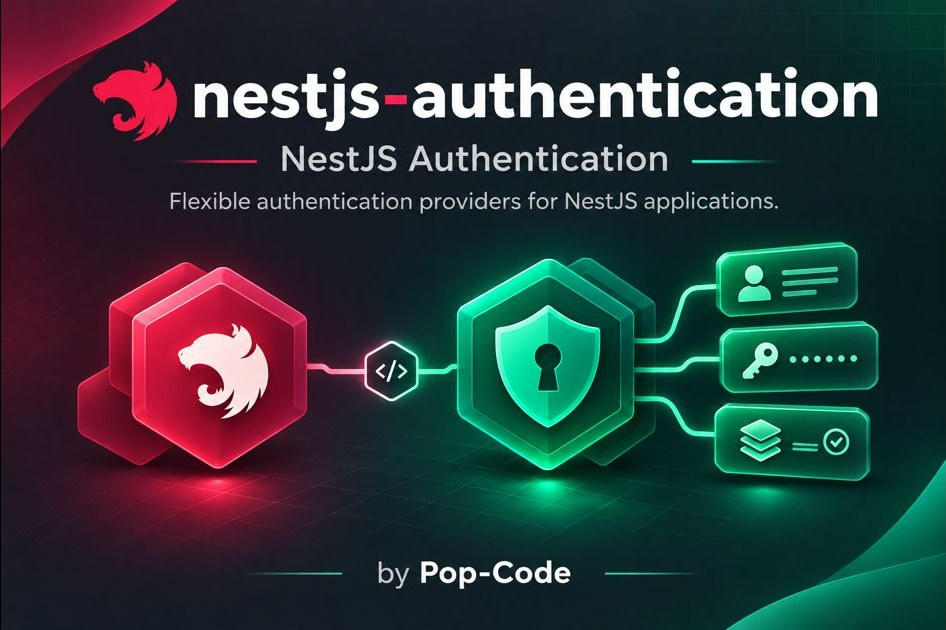 nestjs-authentication
NestJS Authentication
Flexible authentication providers for NestJS applications.
</>
by Pop-Code